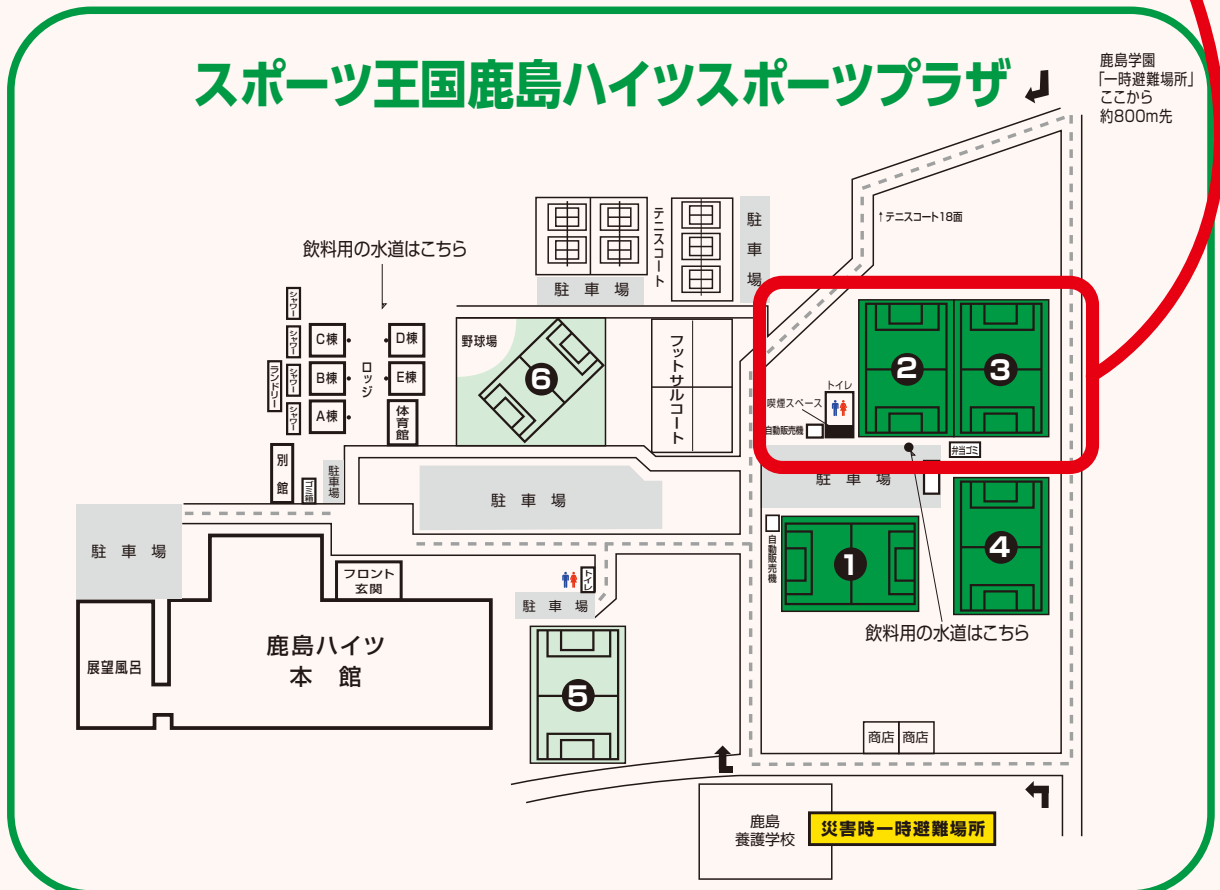 スポーツ王国鹿島ハイツスポーツプラザ
鹿島学園
「一時避難場所」
ここから
約800m先
↑テニスコート18面
テニスコート
駐車場
駐車場
飲料用の水道はこちら
シャワー
シャワー
シャワー
シャワー
ランドリー
C棟
B棟
A棟
ロッジ
D棟
E棟
体育館
野球場
6
フットサルコート
2
3
トイレ
喫煙スペース
自動販売機
弁当ゴミ
駐車場
別館
ゴミ箱
駐車場
駐車場
駐車場
自動販売機
1
4
飲料用の水道はこちら
フロント
玄関
トイレ
駐車場
展望風呂
鹿島ハイツ
本館
5
商店
商店
鹿島
養護学校
災害時一時避難場所